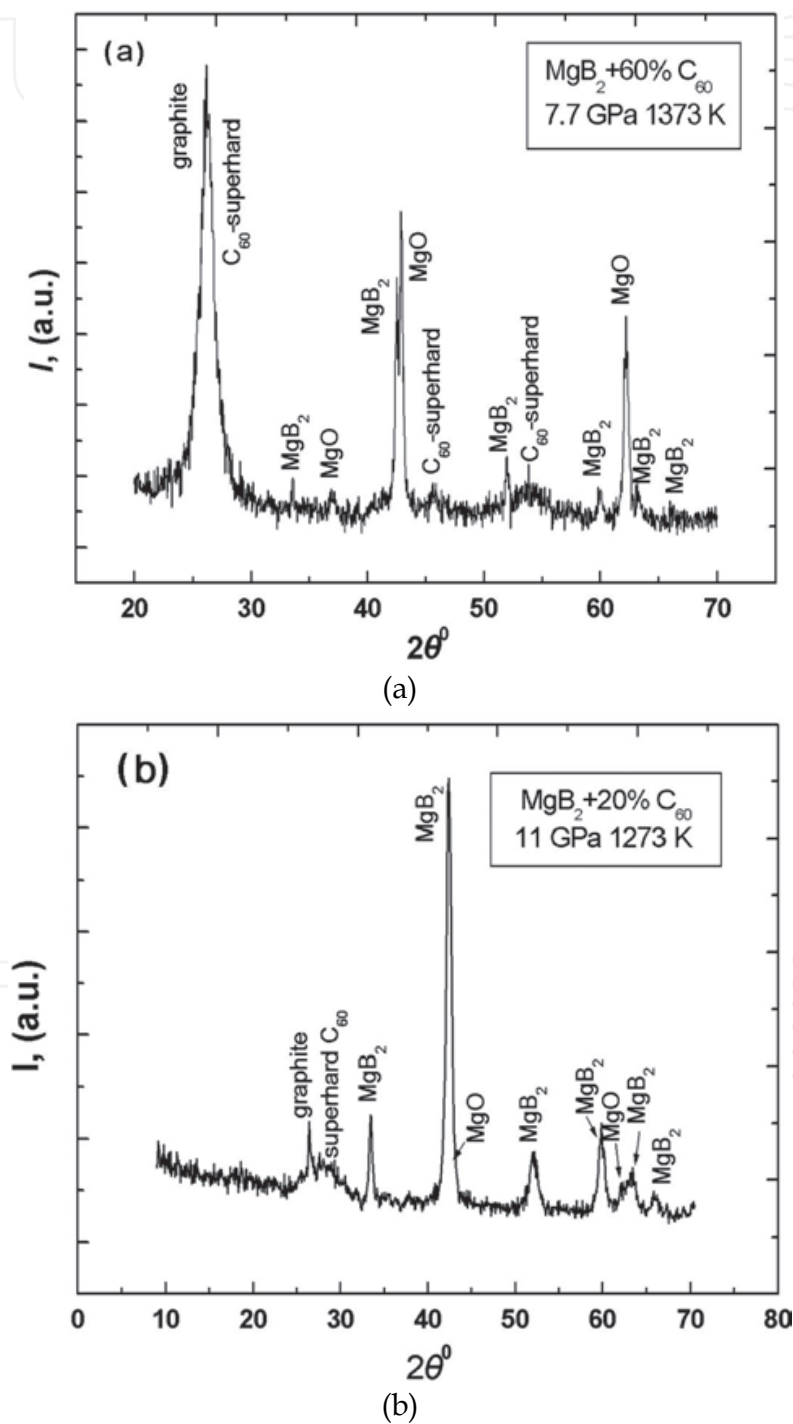 (a)
MgB₂+60% C₆₀
7.7 GPa 1373 K
graphite
C₆₀-superhard
MgB₂
MgO
MgB₂
MgO
C₆₀-superhard
MgB₂
C₆₀-superhard
MgB₂
MgO
MgB₂
MgB₂
I, (a.u.)
20 30 40 50 60 70
2θ⁰
(a)
(b)
MgB₂+20% C₆₀
11 GPa 1273 K
graphite
superhard C₆₀
MgB₂
MgB₂
MgO
MgB₂
MgB₂
MgO
MgB₂
MgB₂
I, (a.u.)
0 10 20 30 40 50 60 70 80
2θ⁰
(b)